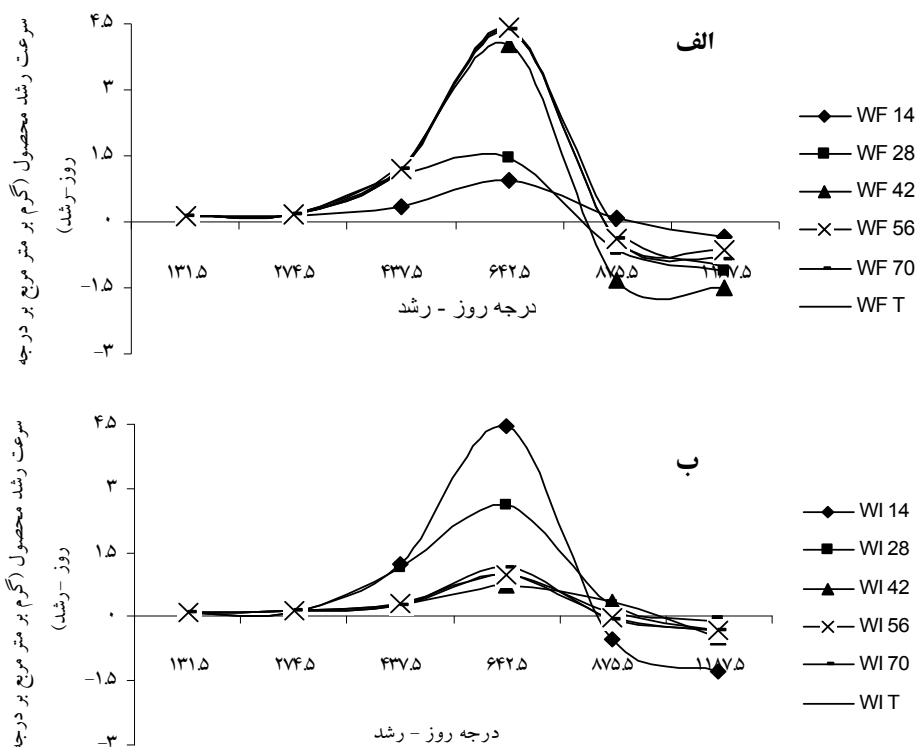 الف
سرعت رشد محصول (گرم بر متر مربع بر درجه
روز-رشد)
۴.۵
۳
۱.۵
۰
-۱.۵
-۳
۱۳۱.۵ ۲۷۴.۵ ۴۳۷.۵ ۶۴۲.۵ ۸۷۵.۵ ۱۱۸۷.۵
درجه روز - رشد
WF 14
WF 28
WF 42
WF 56
WF 70
WF T
ب
سرعت رشد محصول (گرم بر متر مربع بر درجه
روز -رشد)
۴.۵
۳
۱.۵
۰
-۱.۵
-۳
۱۳۱.۵ ۲۷۴.۵ ۴۳۷.۵ ۶۴۲.۵ ۸۷۵.۵ ۱۱۸۷.۵
درجه روز - رشد
WI 14
WI 28
WI 42
WI 56
WI 70
WI T